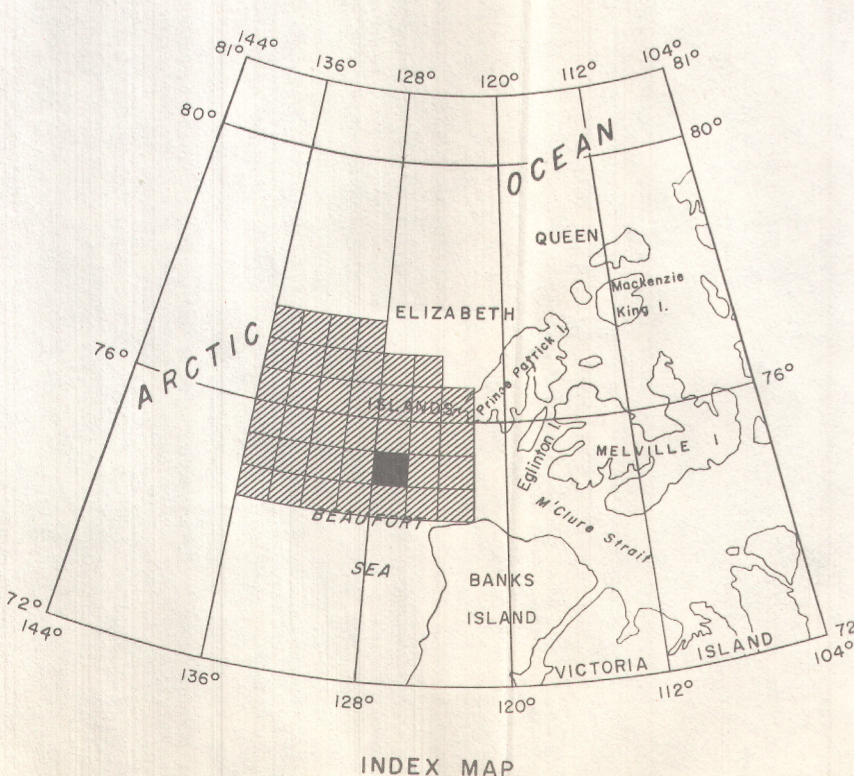 144°
81°
136°
128°
120°
112°
104°
81°
80°
80°
OCEAN
QUEEN
Mackenzie
King I.
ELIZABETH
ARCTIC
76°
Prince Patrick I.
76°
ISLANDS
Eglinton I.
MELVILLE I
M'Clure Strait
BEAUFORT
SEA
BANKS
ISLAND
VICTORIA
ISLAND
72°
144°
136°
128°
120°
112°
72
104°
INDEX MAP